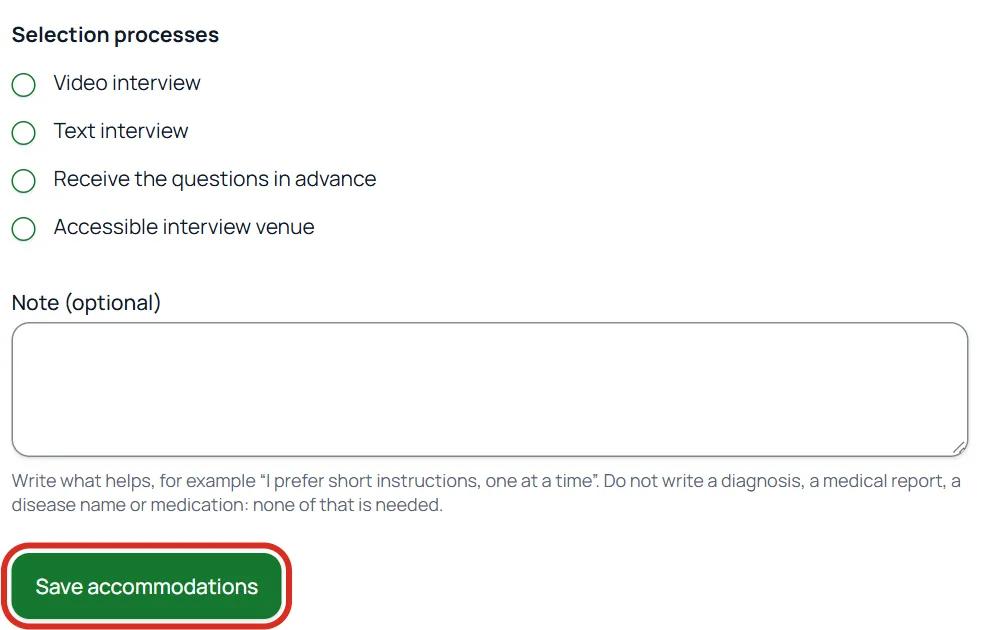 Selection processes
Video interview
Text interview
Receive the questions in advance
Accessible interview venue
Note (optional)
Write what helps, for example “I prefer short instructions, one at a time”. Do not write a diagnosis, a medical report, a
disease name or medication: none of that is needed.
Save accommodations